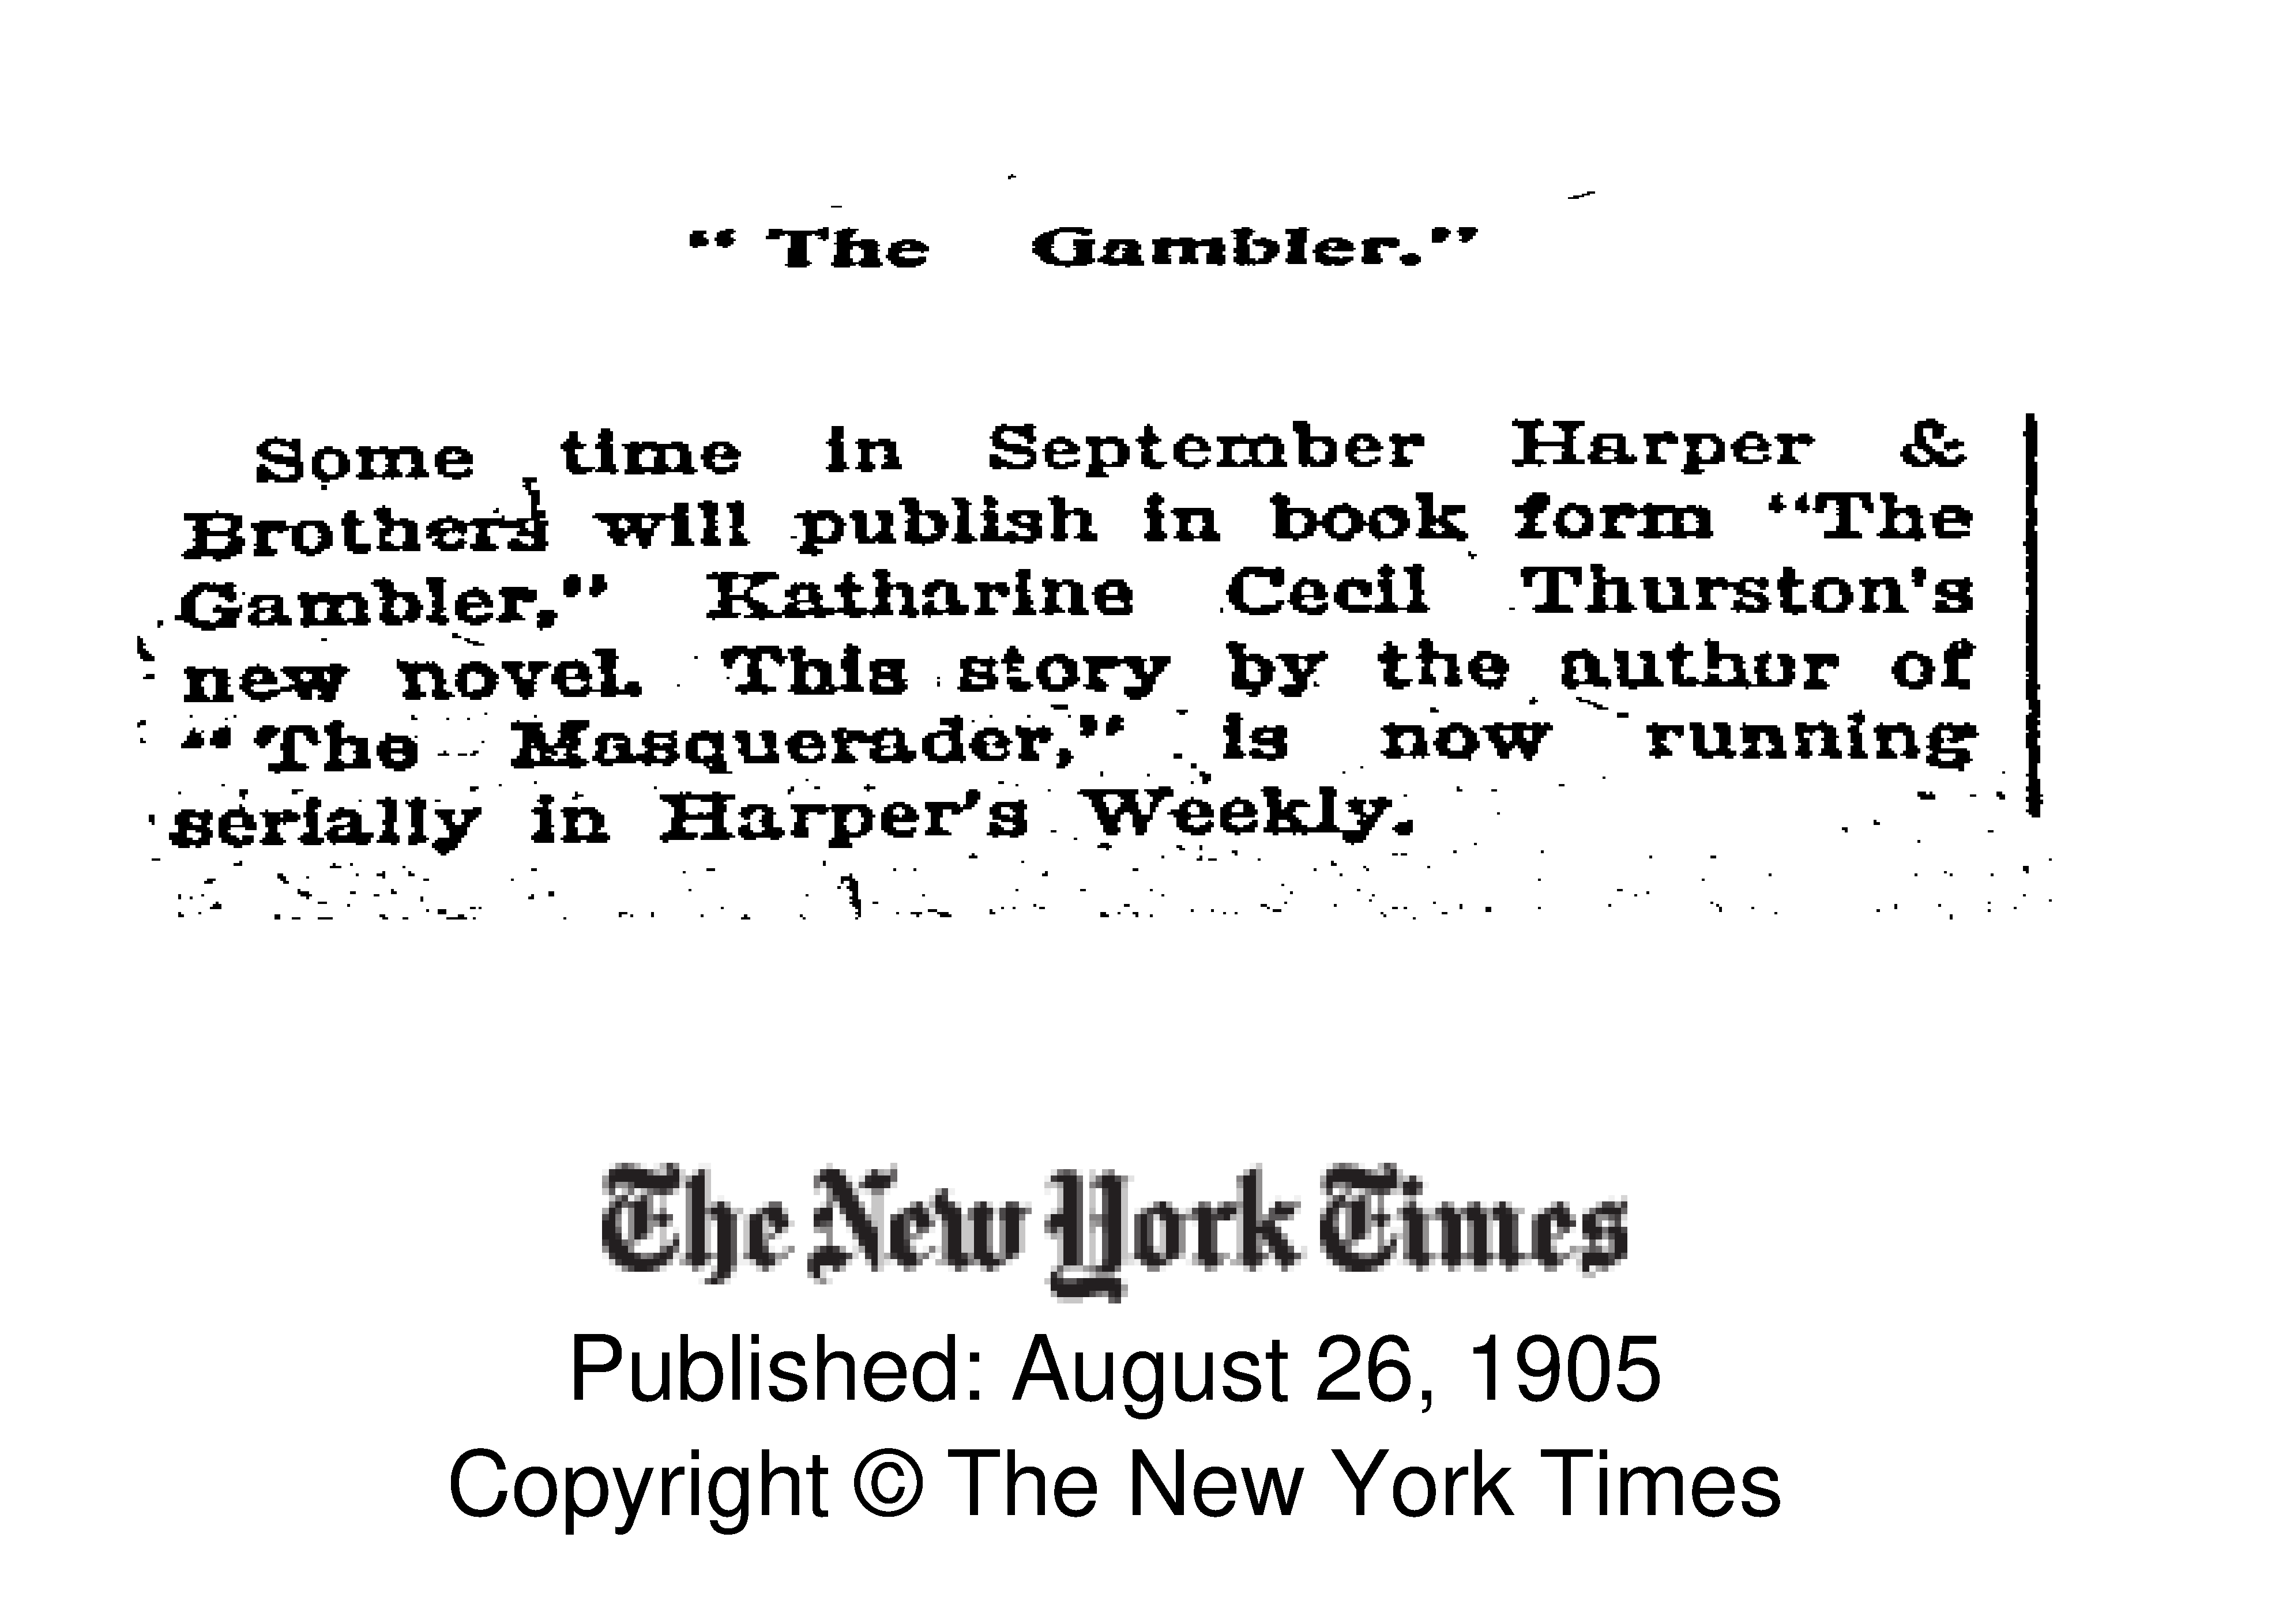 “The Gambler.”
Some time in September Harper &
Brothers will publish in book form “The
Gambler,” Katharine Cecil Thurston's
new novel. This story by the author of
“The Masquerader,” is now running
serially in Harper's Weekly.
The New York Times
Published: August 26, 1905
Copyright © The New York Times